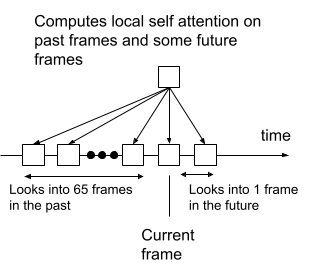 Computes local self attention on
past frames and some future
frames
time
Looks into 65 frames
in the past
Looks into 1 frame
in the future
Current
frame